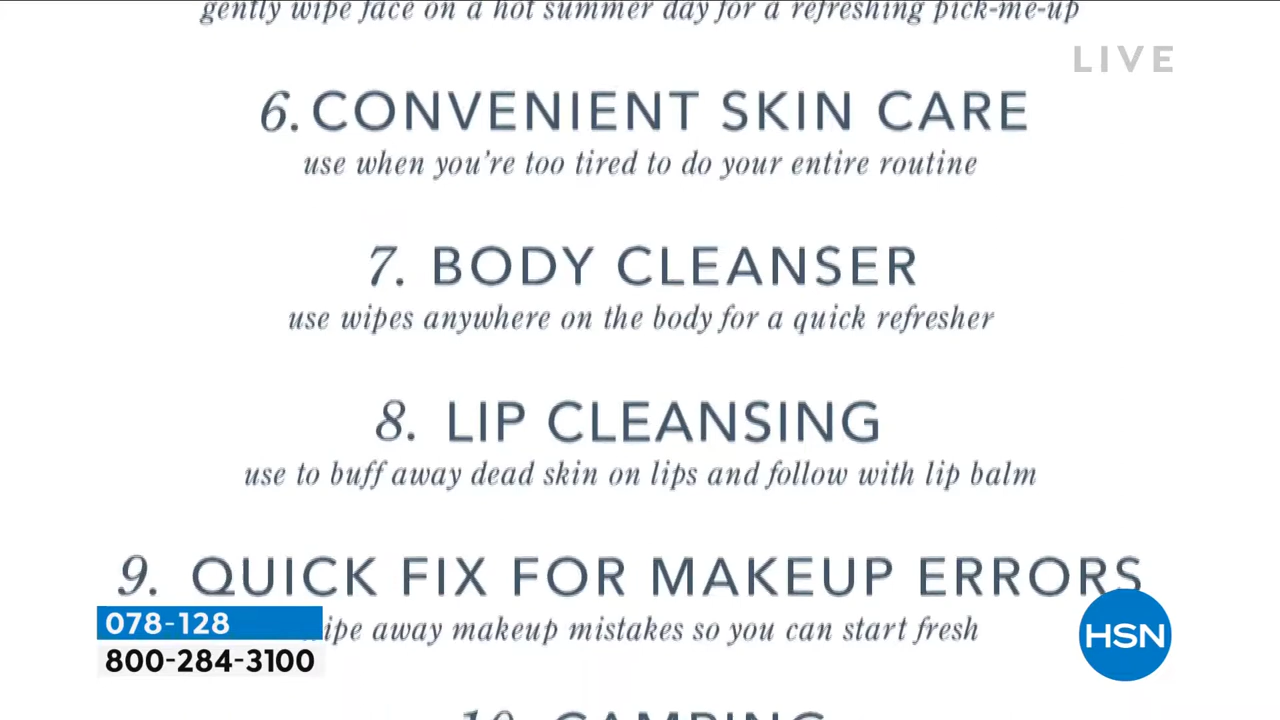 gently wipe face on a hot summer day for a refreshing pick-me-up
LIVE
6. CONVENIENT SKIN CARE
use when you're too tired to do your entire routine
7. BODY CLEANSER
use wipes anywhere on the body for a quick refresher
8. LIP CLEANSING
use to buff away dead skin on lips and follow with lip balm
9. QUICK FIX FOR MAKEUP ERRORS
wipe away makeup mistakes so you can start fresh
078-128
800-284-3100
HSN
10. CAMPING